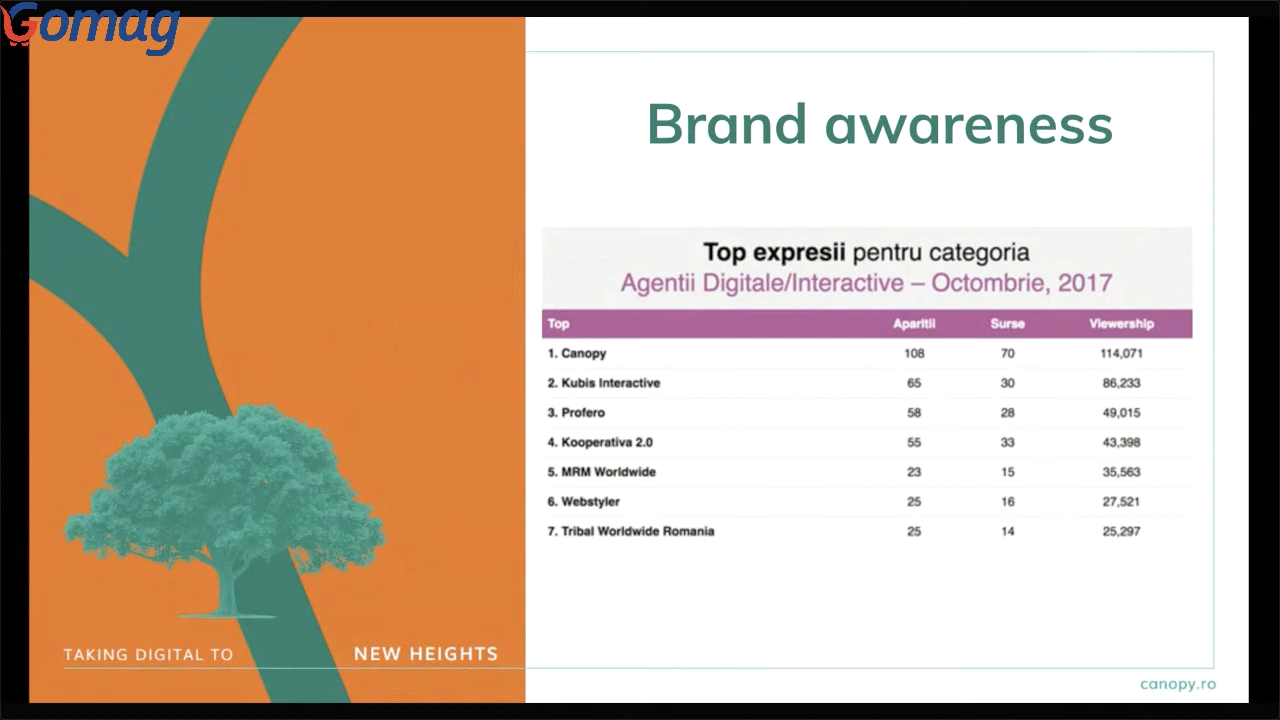 Gomag
Brand awareness
Top expresii pentru categoria
Agentii Digitale/Interactive – Octombrie, 2017
Top Aparitii Surse Viewership
1. Canopy 108 70 114,071
2. Kubis Interactive 65 30 86,233
3. Profero 58 28 49,015
4. Kooperativa 2.0 55 33 43,398
5. MRM Worldwide 23 15 35,563
6. Webstyler 25 16 27,521
7. Tribal Worldwide Romania 25 14 25,297
TAKING DIGITAL TO NEW HEIGHTS
canopy.ro